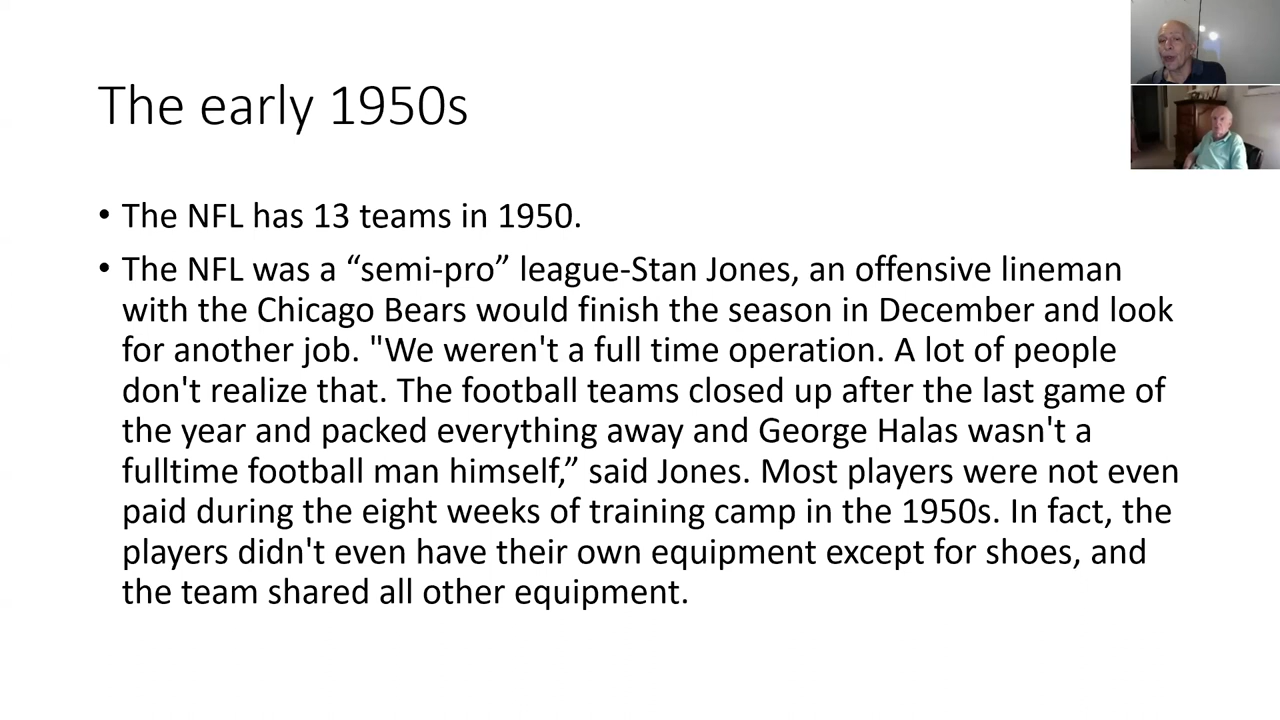 The early 1950s
• The NFL has 13 teams in 1950.
• The NFL was a “semi-pro” league-Stan Jones, an offensive lineman
with the Chicago Bears would finish the season in December and look
for another job. "We weren't a full time operation. A lot of people
don't realize that. The football teams closed up after the last game of
the year and packed everything away and George Halas wasn't a
fulltime football man himself,” said Jones. Most players were not even
paid during the eight weeks of training camp in the 1950s. In fact, the
players didn't even have their own equipment except for shoes, and
the team shared all other equipment.